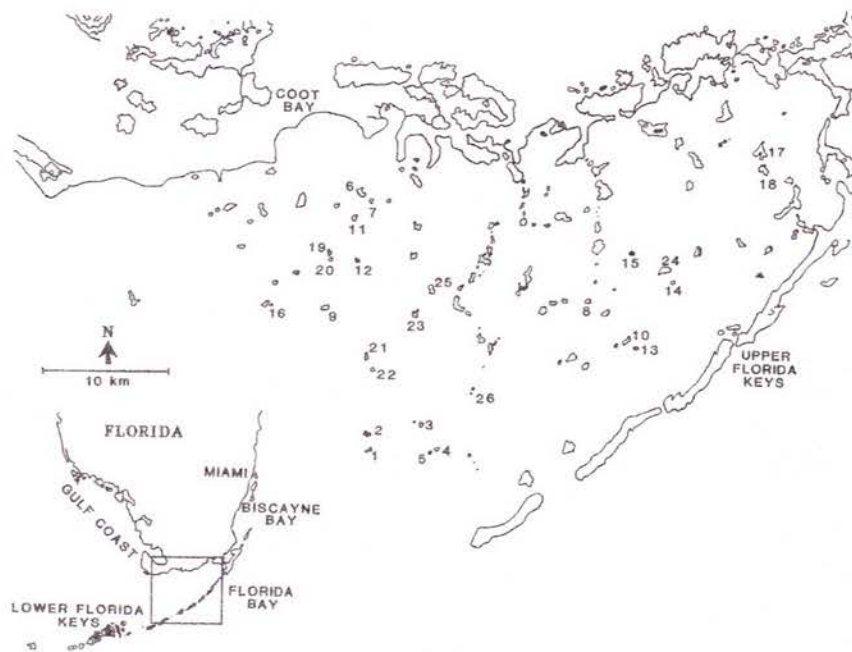 COOT
BAY
17
18
6
7
11
19
20
12
15
24
14
25
16
9
23
8
N
10 km
21
22
10
13
UPPER
FLORIDA
KEYS
26
2
3
1
5
4
FLORIDA
MIAMI
BISCAYNE
BAY
GULF COAST
FLORIDA
BAY
LOWER FLORIDA
KEYS